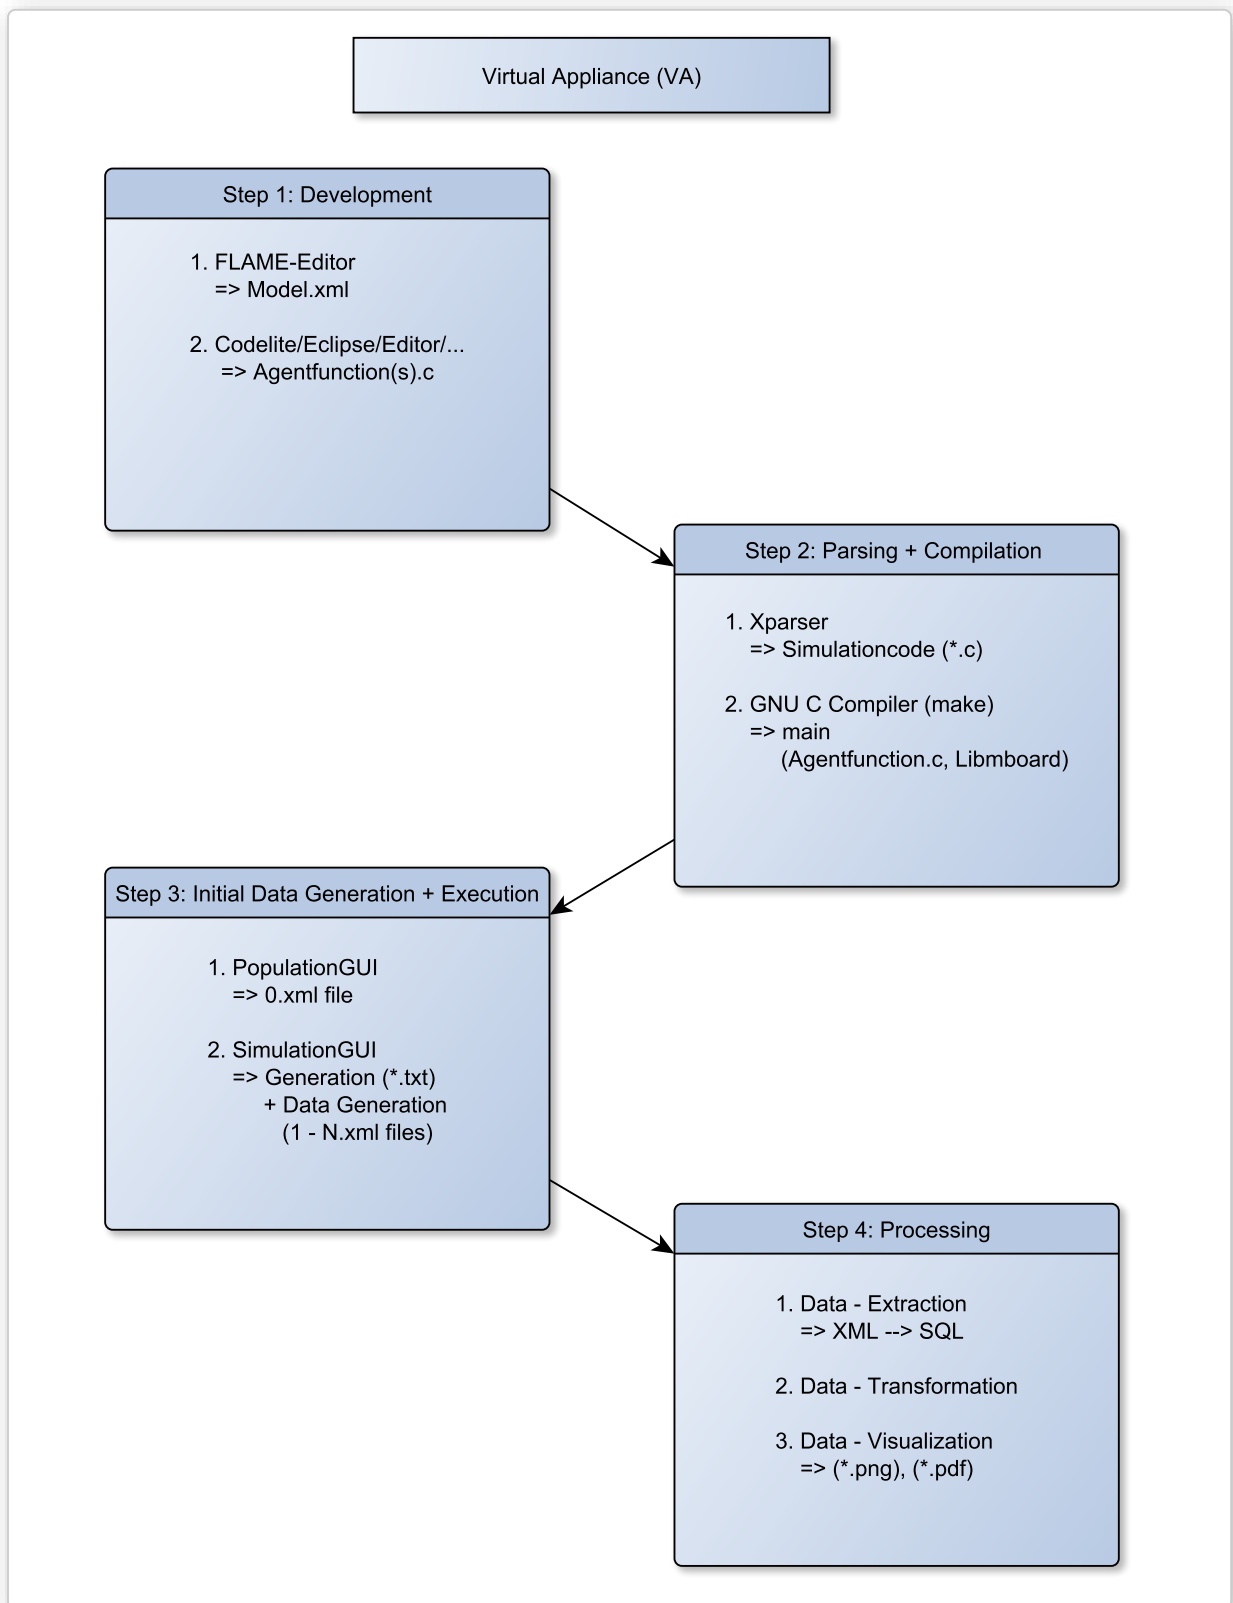 Virtual Appliance (VA)
Step 1: Development
1. FLAME-Editor
=> Model.xml
2. Codelite/Eclipse/Editor/...
=> Agentfunction(s).c
Step 2: Parsing + Compilation
1. Xparser
=> Simulationcode (*.c)
2. GNU C Compiler (make)
=> main
(Agentfunction.c, Libmboard)
Step 3: Initial Data Generation + Execution
1. PopulationGUI
=> 0.xml file
2. SimulationGUI
=> Generation (*.txt)
+ Data Generation
(1 - N.xml files)
Step 4: Processing
1. Data - Extraction
=> XML --> SQL
2. Data - Transformation
3. Data - Visualization
=> (*.png), (*.pdf)